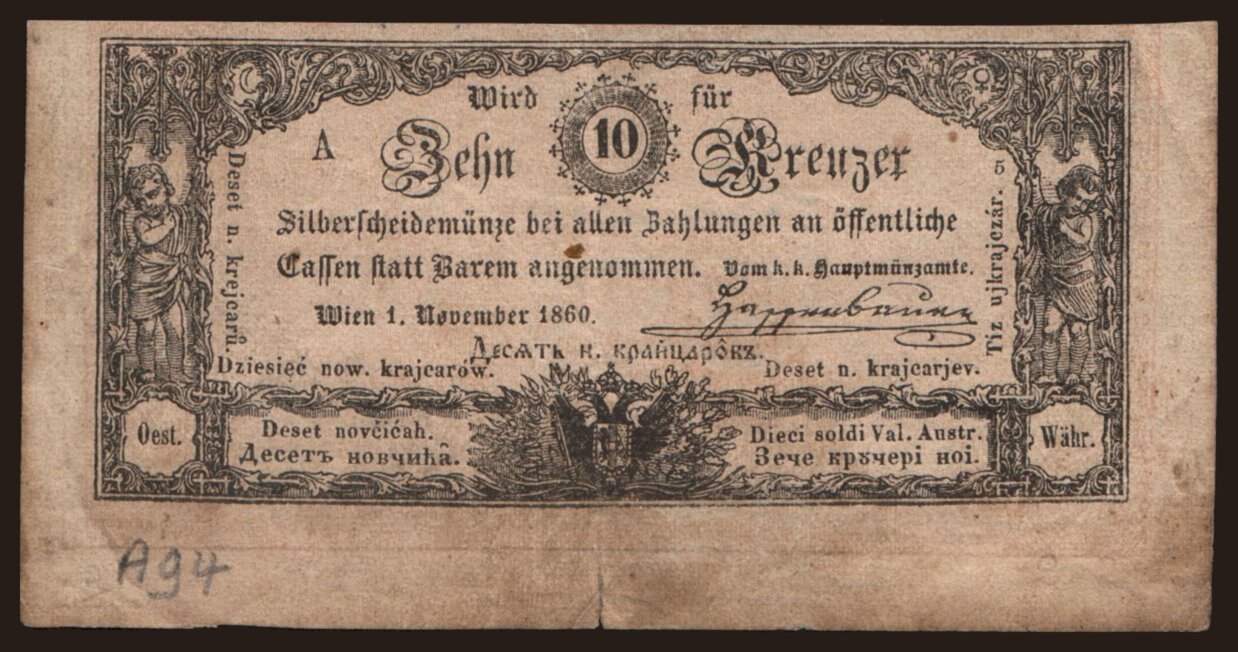 Wird für
A Zehn 10 Kreuzer 5
Silberscheidemünze bei allen Zahlungen an öffentliche
Cassen statt Barem angenommen. Vom k. k. Hauptmünzamte.
Wien 1. November 1860.
Deset n. krejcarů.
Tiz ujkrajczár.
Десѧть н. крайцарôвъ.
Dziesięć now. krajcarów.
Deset n. krajcarjev.
Oest.
Deset novčićah.
Десетъ новчића.
Dieci soldi Val. Austr.
Зече кръчері ноі.
Währ.
A94